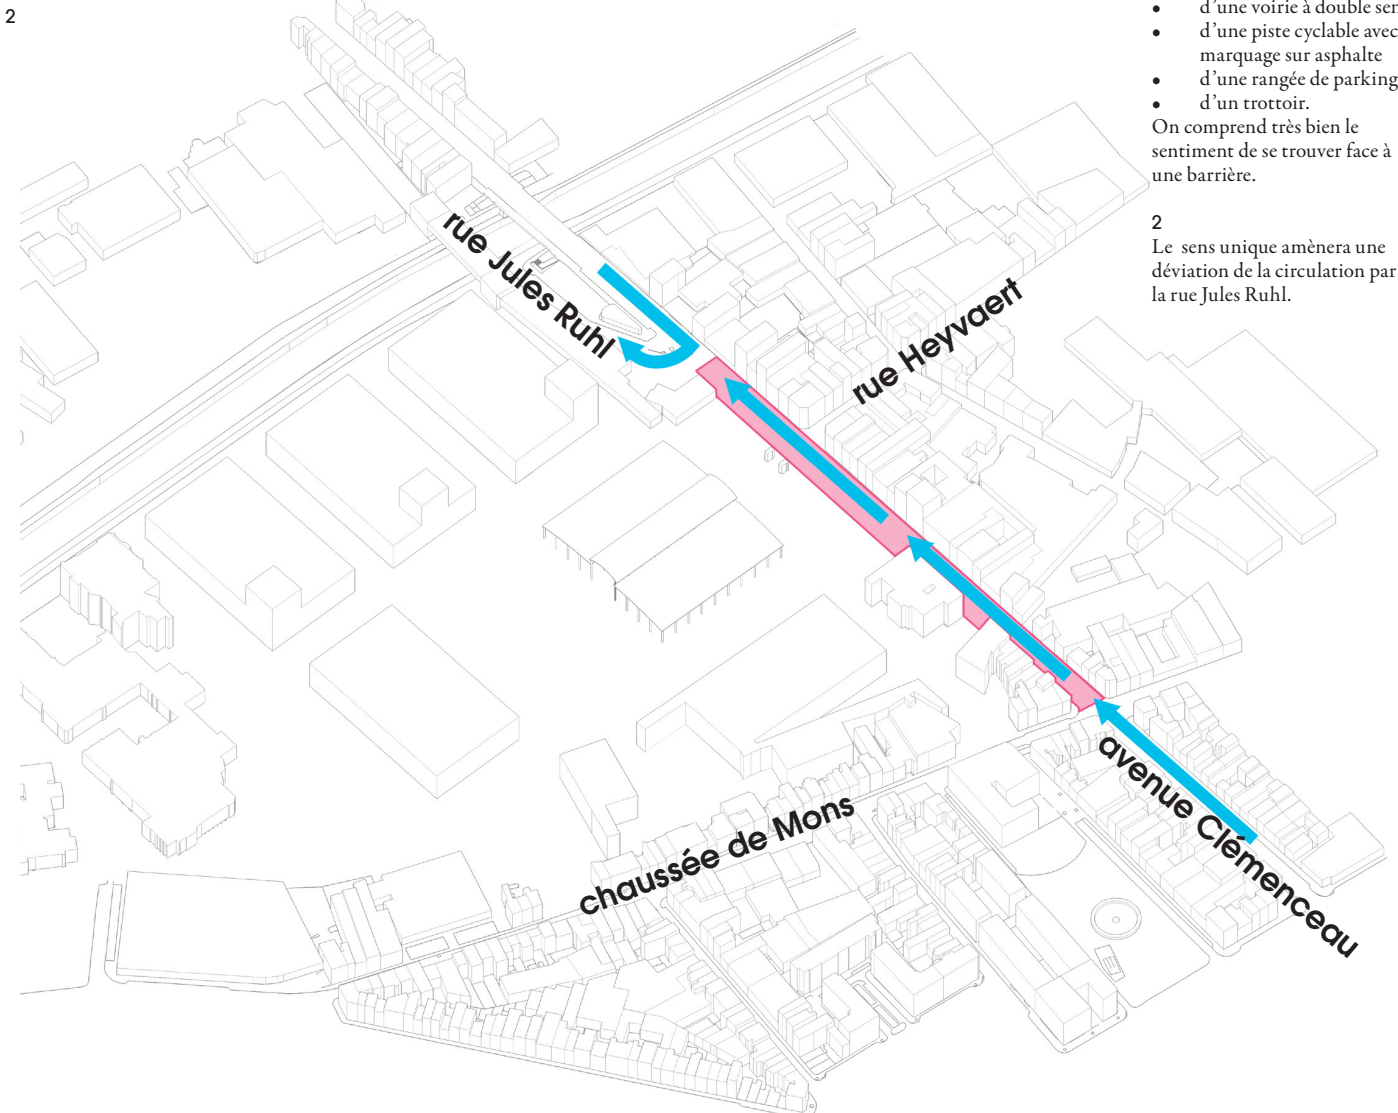 2
d’une voirie à double sen
• d’une piste cyclable avec
marquage sur asphalte
• d’une rangée de parking
• d’un trottoir.
On comprend très bien le
sentiment de se trouver face à
une barrière.
2
Le sens unique amènera une
déviation de la circulation par
la rue Jules Ruhl.
rue Jules Ruhl
rue Heyvaert
avenue Clémenceau
chaussée de Mons